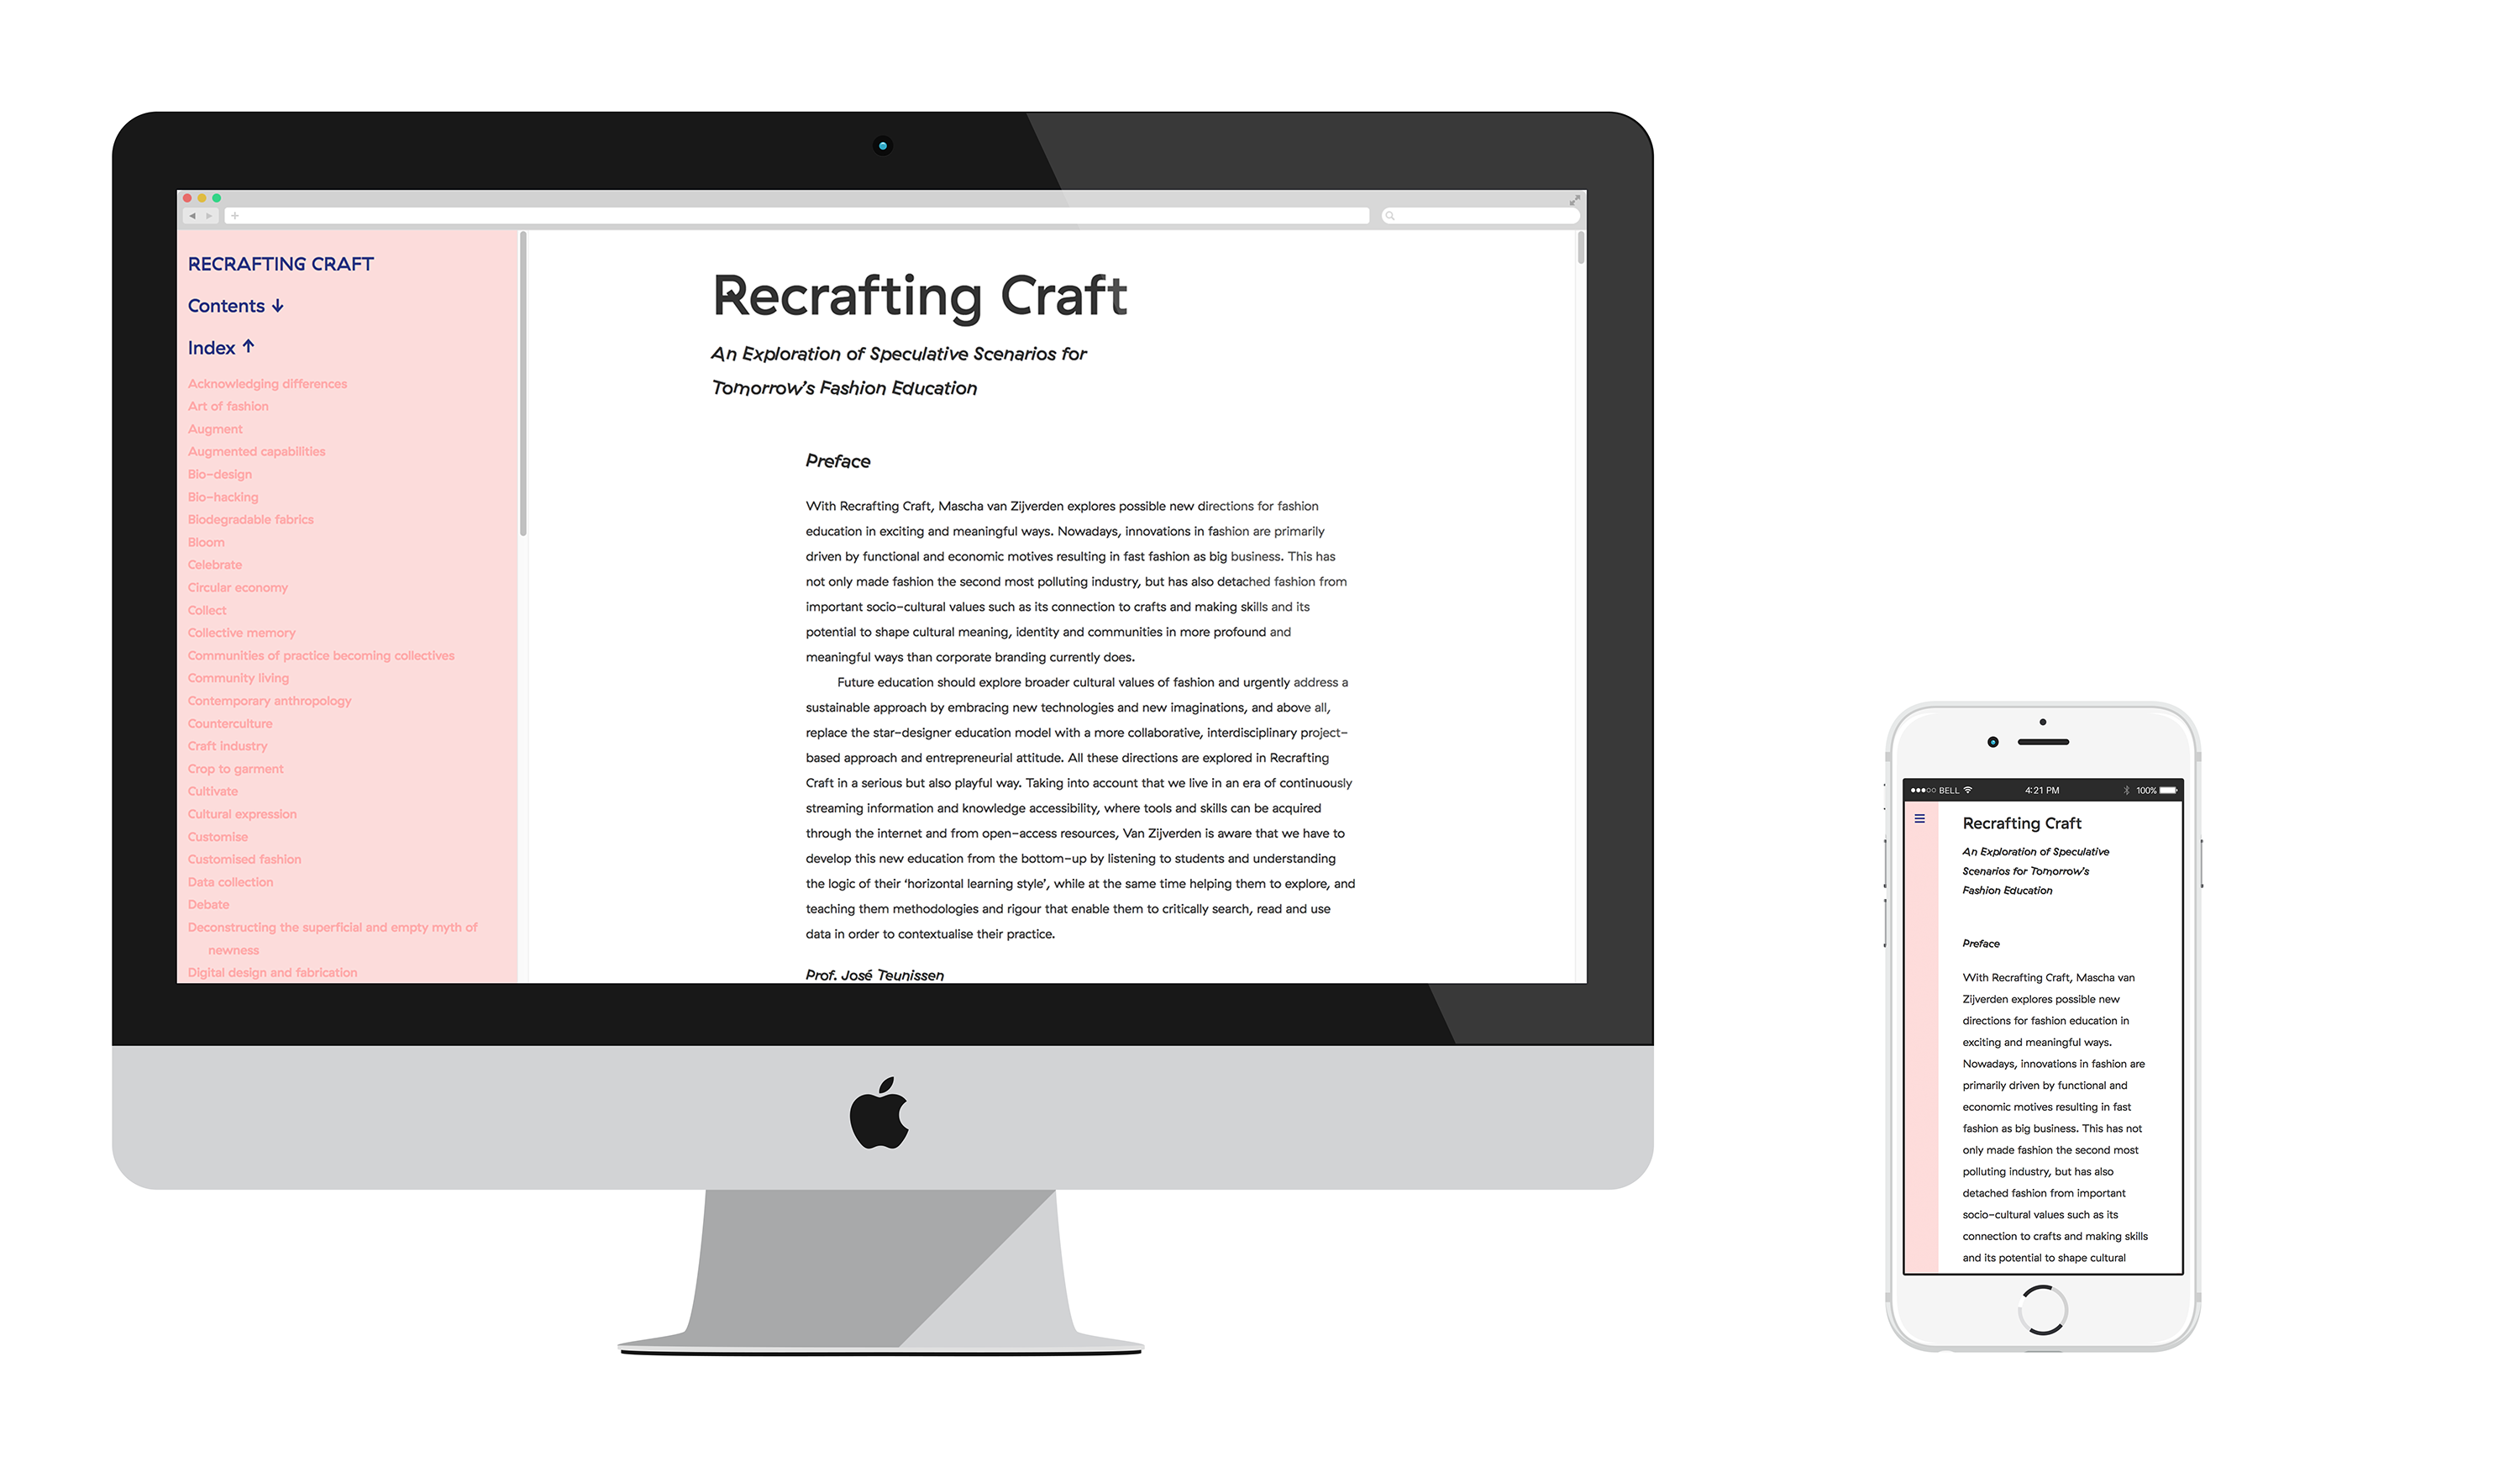 RECRAFTING CRAFT
Contents ↓
Index ↑
Acknowledging differences
Art of fashion
Augment
Augmented capabilities
Bio-design
Bio-hacking
Biodegradable fabrics
Bloom
Celebrate
Circular economy
Collect
Collective memory
Communities of practice becoming collectives
Community living
Contemporary anthropology
Counterculture
Craft industry
Crop to garment
Cultivate
Cultural expression
Customise
Customised fashion
Data collection
Debate
Deconstructing the superficial and empty myth of
newness
Digital design and fabrication
Recrafting Craft
An Exploration of Speculative Scenarios for
Tomorrow's Fashion Education
Preface
With Recrafting Craft, Mascha van Zijverden explores possible new directions for fashion
education in exciting and meaningful ways. Nowadays, innovations in fashion are primarily
driven by functional and economic motives resulting in fast fashion as big business. This has
not only made fashion the second most polluting industry, but has also detached fashion from
important socio-cultural values such as its connection to crafts and making skills and its
potential to shape cultural meaning, identity and communities in more profound and
meaningful ways than corporate branding currently does.
Future education should explore broader cultural values of fashion and urgently address a
sustainable approach by embracing new technologies and new imaginations, and above all,
replace the star-designer education model with a more collaborative, interdisciplinary project-
based approach and entrepreneurial attitude. All these directions are explored in Recrafting
Craft in a serious but also playful way. Taking into account that we live in an era of continuously
streaming information and knowledge accessibility, where tools and skills can be acquired
through the internet and from open-access resources, Van Zijverden is aware that we have to
develop this new education from the bottom-up by listening to students and understanding
the logic of their ‘horizontal learning style’, while at the same time helping them to explore, and
teaching them methodologies and rigour that enable them to critically search, read and use
data in order to contextualise their practice.
Prof. José Teunissen
BELL 4:21 PM 100%
Recrafting Craft
An Exploration of Speculative
Scenarios for Tomorrow's
Fashion Education
Preface
With Recrafting Craft, Mascha van
Zijverden explores possible new
directions for fashion education in
exciting and meaningful ways.
Nowadays, innovations in fashion are
primarily driven by functional and
economic motives resulting in fast
fashion as big business. This has not
only made fashion the second most
polluting industry, but has also
detached fashion from important
socio-cultural values such as its
connection to crafts and making skills
and its potential to shape cultural